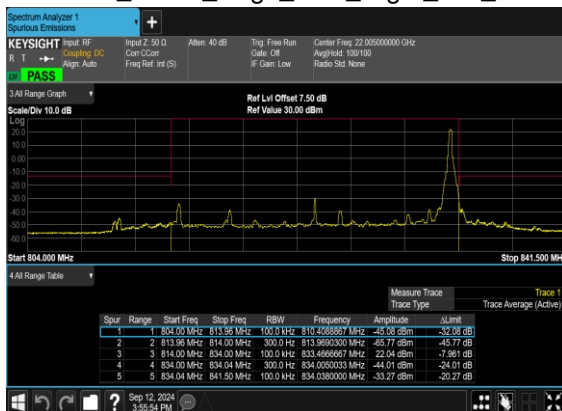 Spectrum Analyzer 1
Spurious Emissions
+
KEYSIGHT Input: RF Input Z: 50 Ω Atten: 40 dB Trig: Free Run Center Freq: 22.005000000 GHz
R T Coupling: DC Corr CCorr Gate: Off Avg|Hold: 100/100
Align: Auto Freq Ref: Int (S) IF Gain: Low Radio Std: None
PASS
3 All Range Graph
Ref Lvl Offset 7.50 dB
Scale/Div 10.0 dB Ref Value 30.00 dBm
Log
20.0
10.0
0.00
-10.0
-20.0
-30.0
-40.0
-50.0
-60.0
Start 804.000 MHz Stop 841.500 MH
4 All Range Table
Measure Trace Trace 1
Trace Type Trace Average (Active)
Spur Range Start Freq Stop Freq RBW Frequency Amplitude ΔLimit
1 1 804.00 MHz 813.96 MHz 100.0 kHz 810.4088667 MHz -45.08 dBm -32.08 dB
2 2 813.96 MHz 814.00 MHz 300.0 Hz 813.9690300 MHz -65.77 dBm -45.77 dB
3 3 814.00 MHz 834.00 MHz 100.0 kHz 833.4666667 MHz 22.04 dBm -7.961 dB
4 4 834.00 MHz 834.04 MHz 300.0 Hz 834.0050033 MHz -44.01 dBm -24.01 dB
5 5 834.04 MHz 841.50 MHz 100.0 kHz 834.0380000 MHz -33.27 dBm -20.27 dB
? Sep 12, 2024
3:55:54 PM